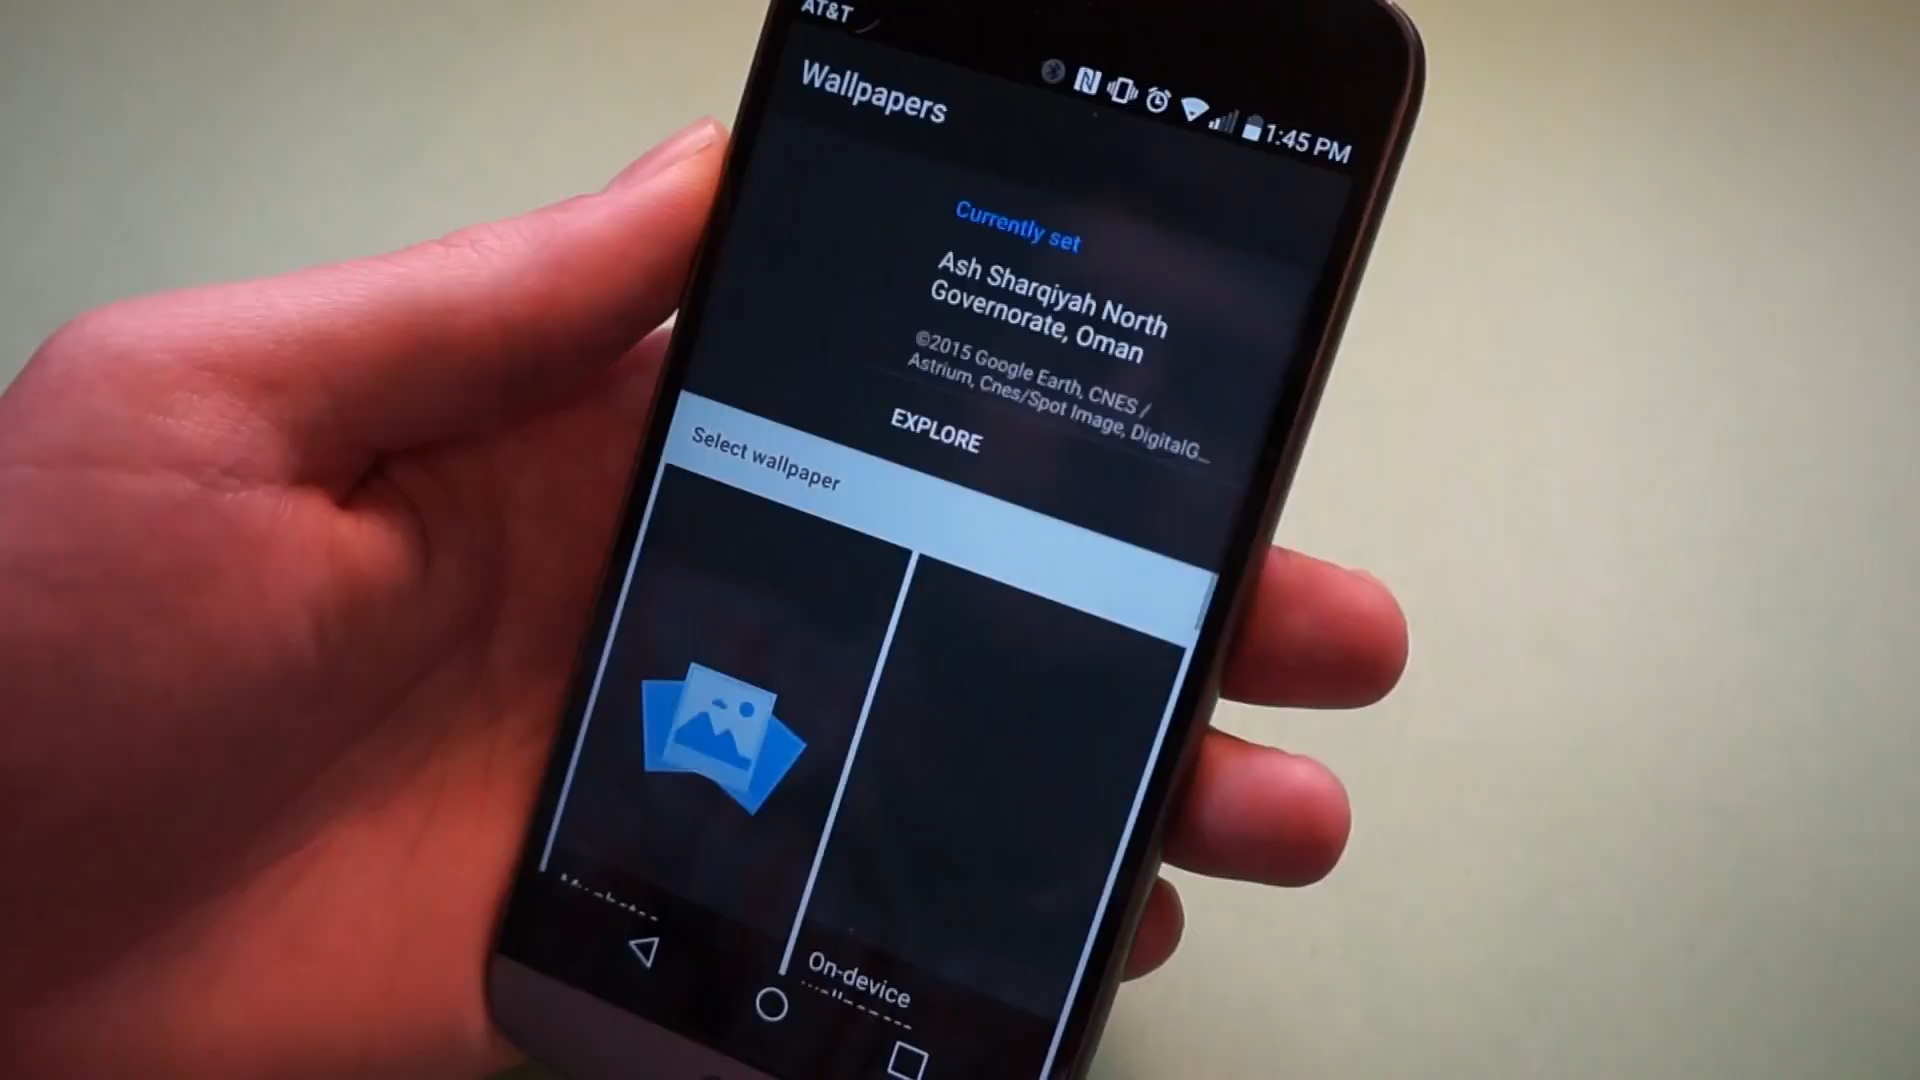 AT&T
1:45 PM
Wallpapers
Currently set
Ash Sharqiyah North
Governorate, Oman
©2015 Google Earth, CNES /
Astrium, Cnes/Spot Image, DigitalG...
EXPLORE
Select wallpaper
On-device